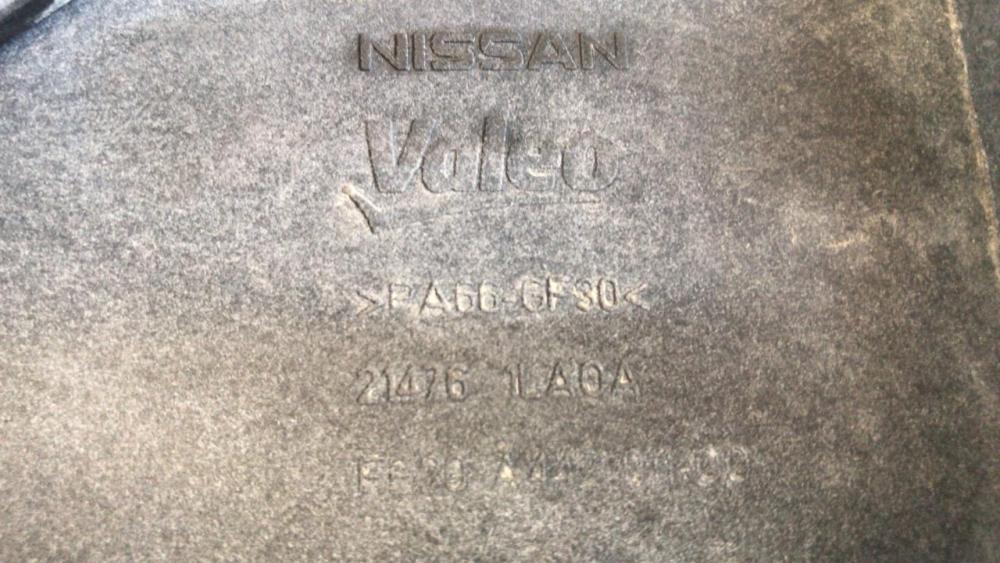 NISSAN
Valeo
>PA66-GF30<
21476 1LA0A